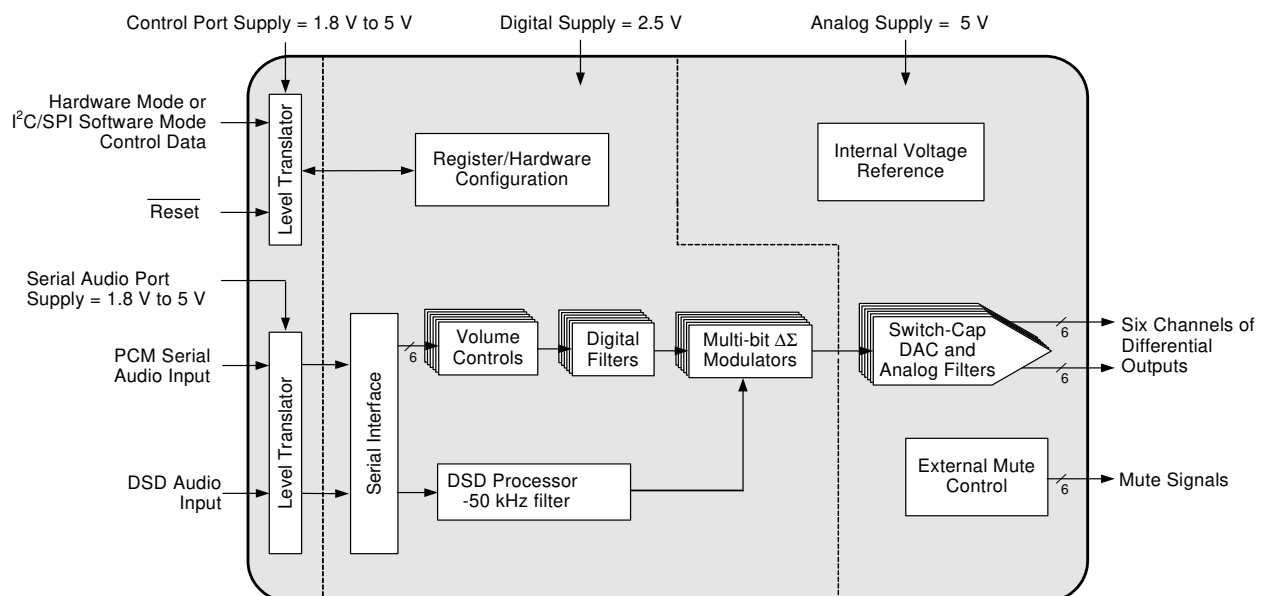 Control Port Supply = 1.8 V to 5 V
Digital Supply = 2.5 V
Analog Supply = 5 V
Hardware Mode or
I²C/SPI Software Mode
Control Data
Reset
Level Translator
Register/Hardware
Configuration
Internal Voltage
Reference
Serial Audio Port
Supply = 1.8 V to 5 V
PCM Serial
Audio Input
DSD Audio
Input
Level Translator
Serial Interface
6
Volume
Controls
Digital
Filters
Multi-bit ΔΣ
Modulators
Switch-Cap
DAC and
Analog Filters
6
6
Six Channels of
Differential
Outputs
DSD Processor
-50 kHz filter
External Mute
Control
6
Mute Signals